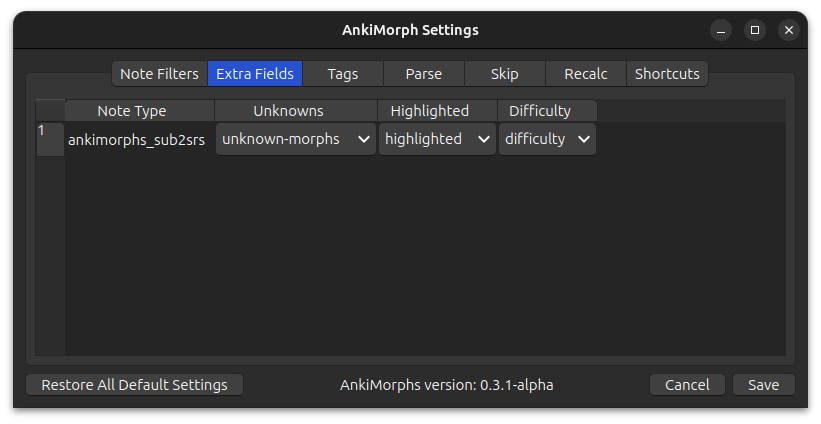 AnkiMorph Settings
Note Filters Extra Fields Tags Parse Skip Recalc Shortcuts
Note Type Unknowns Highlighted Difficulty
1 ankimorphs_sub2srs unknown-morphs highlighted difficulty
Restore All Default Settings AnkiMorphs version: 0.3.1-alpha Cancel Save